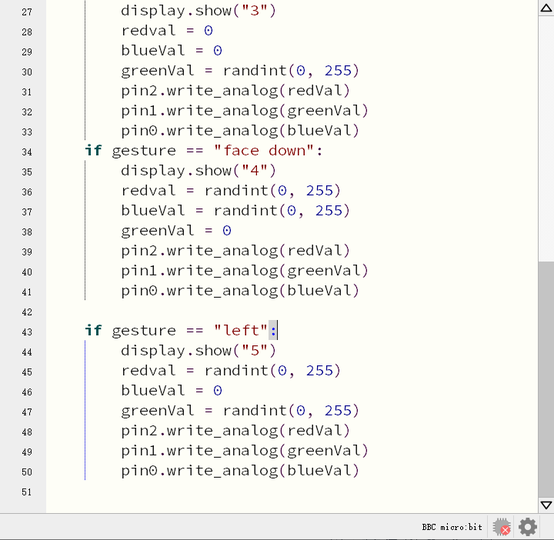 27 display.show("3")
28 redval = 0
29 blueVal = 0
30 greenVal = randint(0, 255)
31 pin2.write_analog(redVal)
32 pin1.write_analog(greenVal)
33 pin0.write_analog(blueVal)
34 if gesture == "face down":
35 display.show("4")
36 redval = randint(0, 255)
37 blueVal = randint(0, 255)
38 greenVal = 0
39 pin2.write_analog(redVal)
40 pin1.write_analog(greenVal)
41 pin0.write_analog(blueVal)
42
43 if gesture == "left":
44 display.show("5")
45 redval = randint(0, 255)
46 blueVal = 0
47 greenVal = randint(0, 255)
48 pin2.write_analog(redVal)
49 pin1.write_analog(greenVal)
50 pin0.write_analog(blueVal)
51
BBC micro:bit